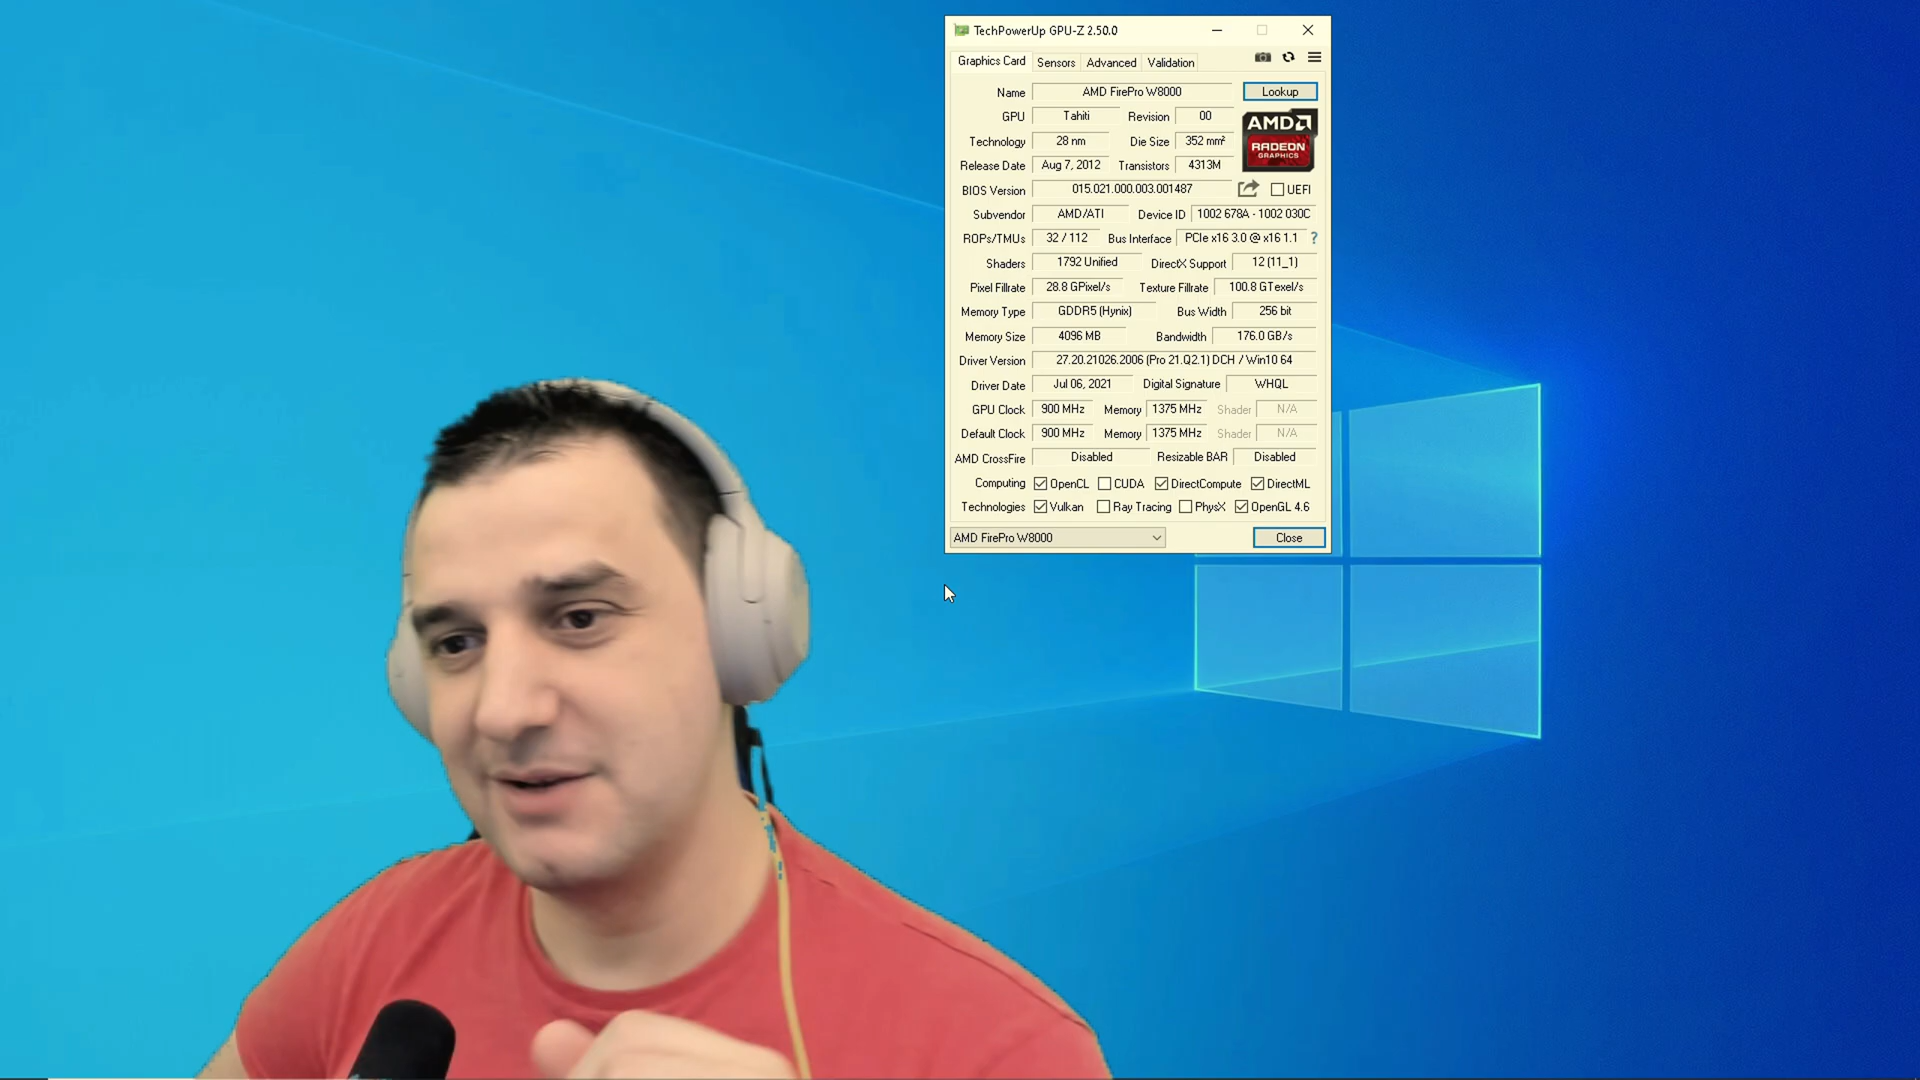 TechPowerUp GPU-Z 2.50.0
Graphics Card Sensors Advanced Validation
Name AMD FirePro W8000 Lookup
GPU Tahiti Revision 00
AMD
RADEON
GRAPHICS
Technology 28 nm Die Size 352 mm²
Release Date Aug 7, 2012 Transistors 4313M
BIOS Version 015.021.000.003.001487 UEFI
Subvendor AMD/ATI Device ID 1002 678A - 1002 030C
ROPs/TMUs 32 / 112 Bus Interface PCIe x16 3.0 @ x16 1.1 ?
Shaders 1792 Unified DirectX Support 12 (11_1)
Pixel Fillrate 28.8 GPixel/s Texture Fillrate 100.8 GTexel/s
Memory Type GDDR5 (Hynix) Bus Width 256 bit
Memory Size 4096 MB Bandwidth 176.0 GB/s
Driver Version 27.20.21026.2006 (Pro 21.Q2.1) DCH / Win10 64
Driver Date Jul 06, 2021 Digital Signature WHQL
GPU Clock 900 MHz Memory 1375 MHz Shader N/A
Default Clock 900 MHz Memory 1375 MHz Shader N/A
AMD CrossFire Disabled Resizable BAR Disabled
Computing OpenCL CUDA DirectCompute DirectML
Technologies Vulkan Ray Tracing PhysX OpenGL 4.6
AMD FirePro W8000 Close